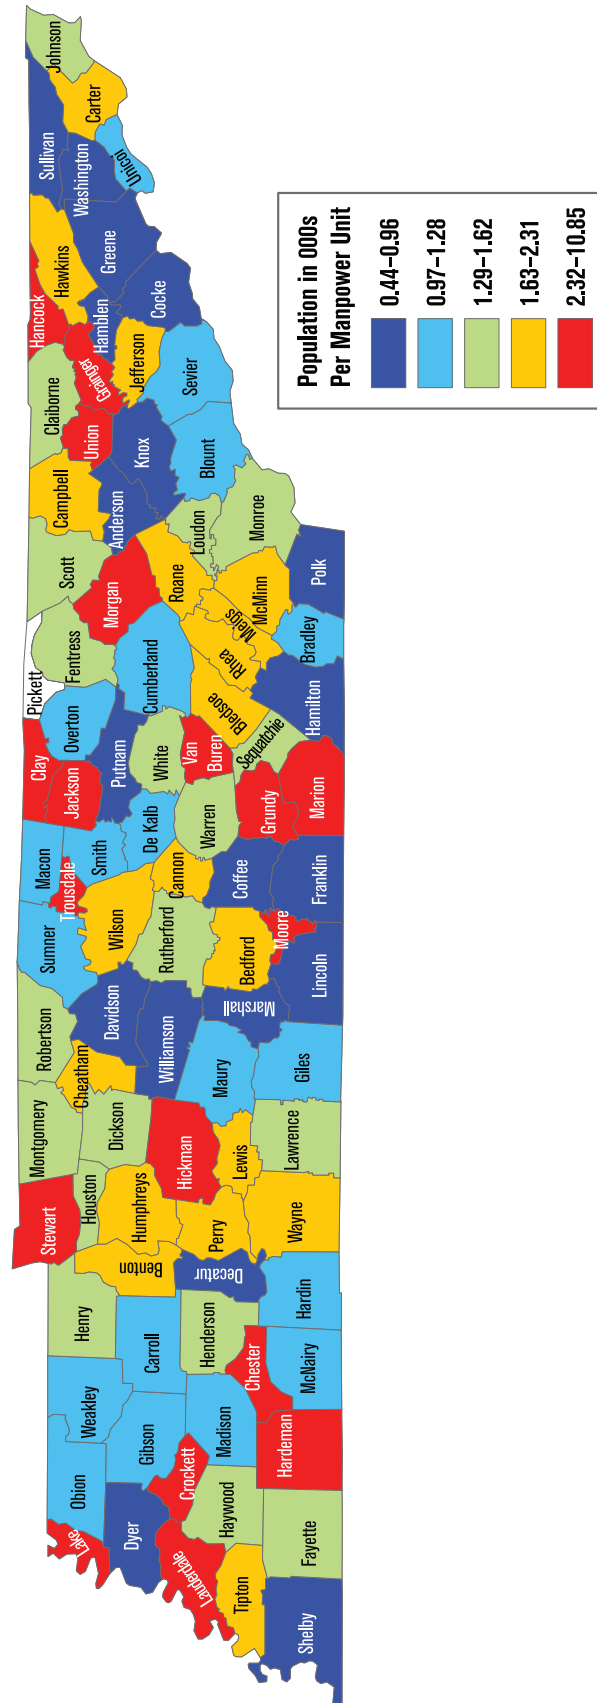 Johnson
Carter
Sullivan
Unicoi
Washington
Greene
Hawkins
Hancock
Hamblen
Cocke
Grainger
Jefferson
Sevier
Claiborne
Union
Knox
Blount
Campbell
Anderson
Loudon
Monroe
Scott
Morgan
Roane
McMinn
Polk
Meigs
Rhea
Bradley
Pickett
Fentress
Cumberland
Bledsoe
Hamilton
Overton
Putnam
White
Van
Buren
Sequatchie
Clay
Jackson
De Kalb
Warren
Grundy
Marion
Macon
Smith
Trousdale
Cannon
Coffee
Franklin
Sumner
Wilson
Rutherford
Bedford
Moore
Lincoln
Robertson
Davidson
Williamson
Marshall
Cheatham
Maury
Giles
Montgomery
Dickson
Hickman
Lewis
Lawrence
Stewart
Houston
Humphreys
Perry
Wayne
Benton
Decatur
Hardin
Henry
Carroll
Henderson
Chester
McNairy
Weakley
Gibson
Madison
Hardeman
Obion
Crockett
Haywood
Fayette
Lake
Dyer
Lauderdale
Tipton
Shelby
Population in 000s
Per Manpower Unit
0.44–0.96
0.97–1.28
1.29–1.62
1.63–2.31
2.32–10.85